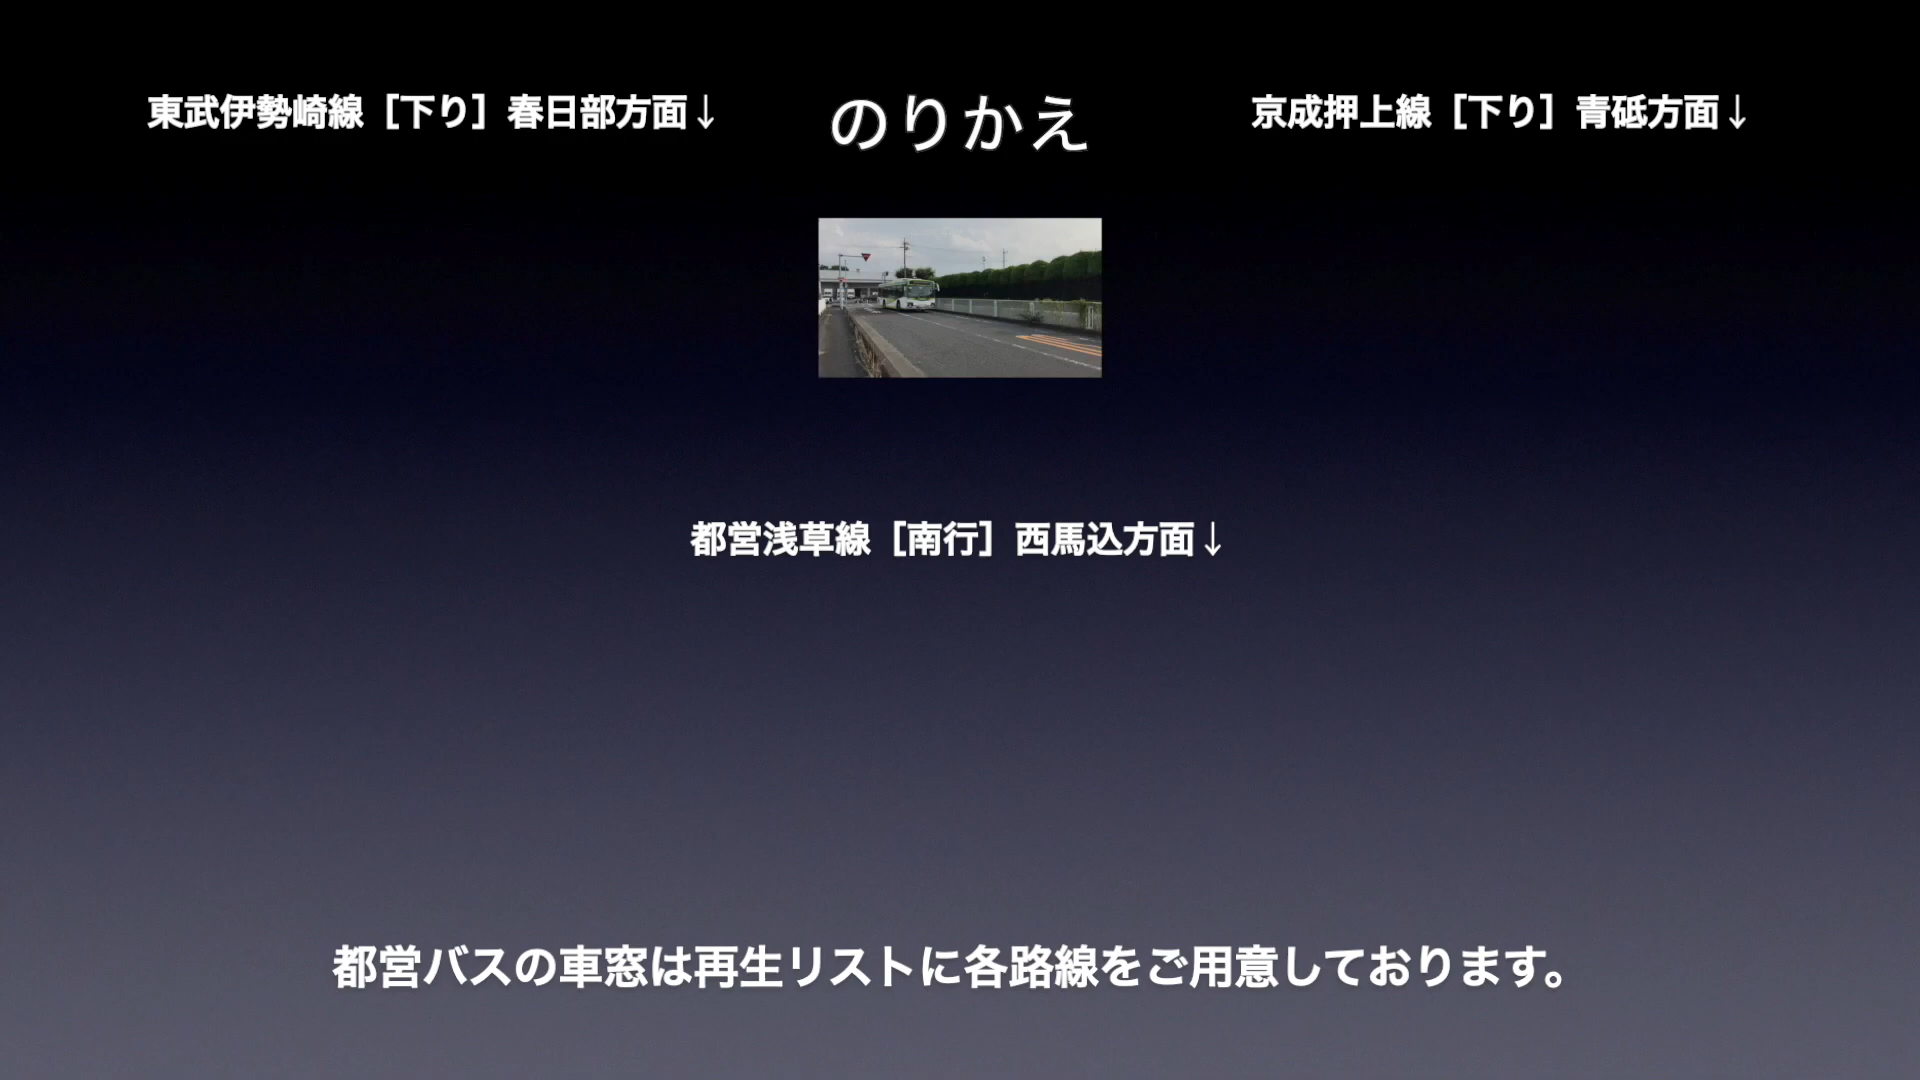 東武伊勢崎線［下り］春日部方面↓
のりかえ
京成押上線［下り］青砥方面↓
都営浅草線［南行］西馬込方面↓
都営バスの車窓は再生リストに各路線をご用意しております。